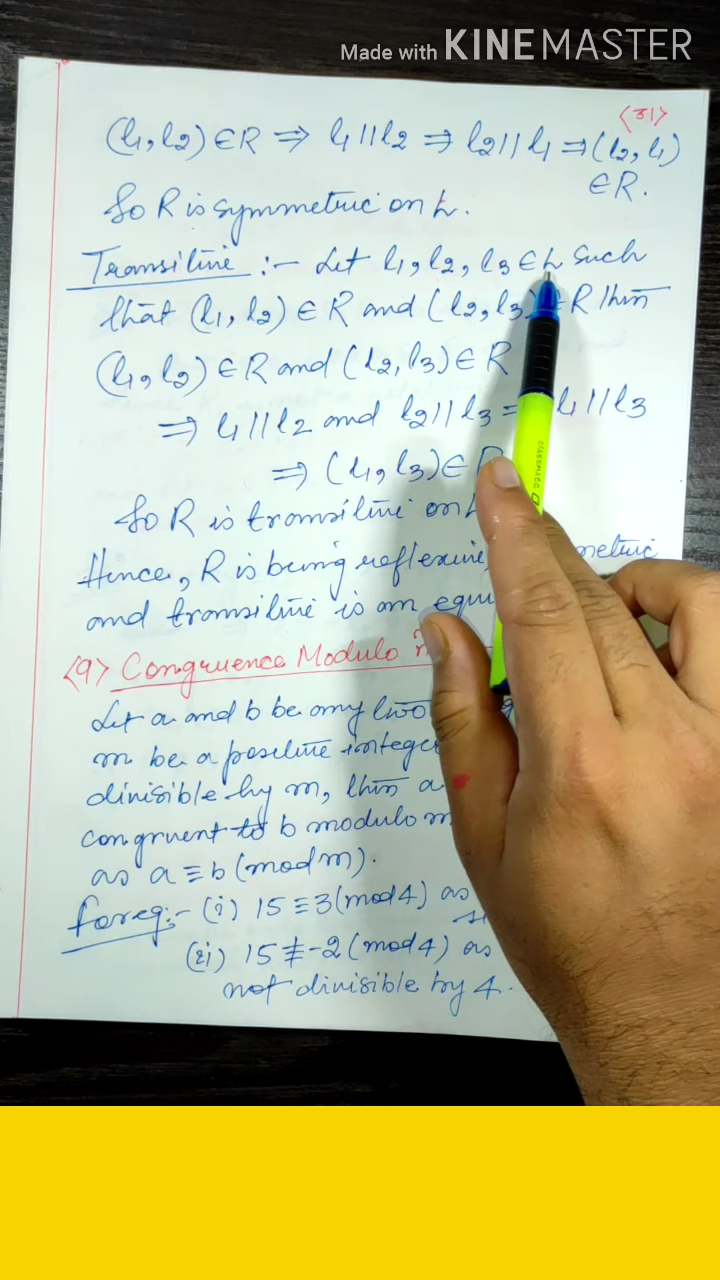 Made with KINEMASTER
<31>
(l1, l2) ∈ R ⇒ l1 || l2 ⇒ l2 || l1 ⇒ (l2, l1)
∈ R.
So R is symmetric on L.
Transitive :- Let l1, l2, l3 ∈ L such
that (l1, l2) ∈ R and (l2, l3) ∈ R then
(l1, l2) ∈ R and (l2, l3) ∈ R
⇒ l1 || l2 and l2 || l3 = l1 || l3
⇒ (l1, l3) ∈ R
So R is transitive on L
Hence, R is being reflexive, metric
and transitive is an equ
<9> Congruence Modulo
Let a and b be any two
m be a positive intege
divisible by m, then a
congruent to b modulo m
as a ≡ b (mod m).
for eg:- (i) 15 ≡ 3 (mod 4) as
(ii) 15 ≢ -2 (mod 4) as
not divisible by 4.
classmate